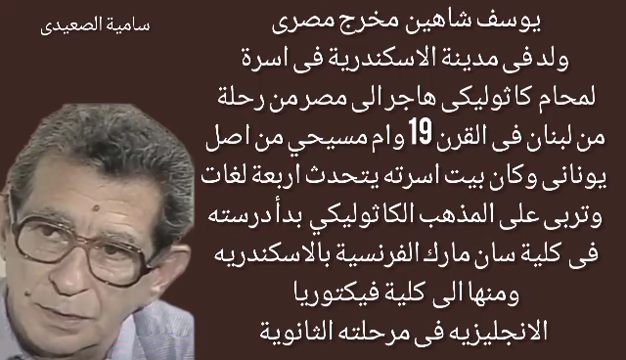 سامية الصعيدى
يوسف شاهين مخرج مصرى
ولد فى مدينة الاسكندرية فى اسرة
لمحام كاثوليكى هاجر الى مصر من رحلة
من لبنان فى القرن 19 وام مسيحي من اصل
يونانى وكان بيت اسرته يتحدث اربعة لغات
وتربى على المذهب الكاثوليكي بدأ درسته
فى كلية سان مارك الفرنسية بالاسكندريه
ومنها الى كلية فيكتوريا
الانجليزيه فى مرحلته الثانوية